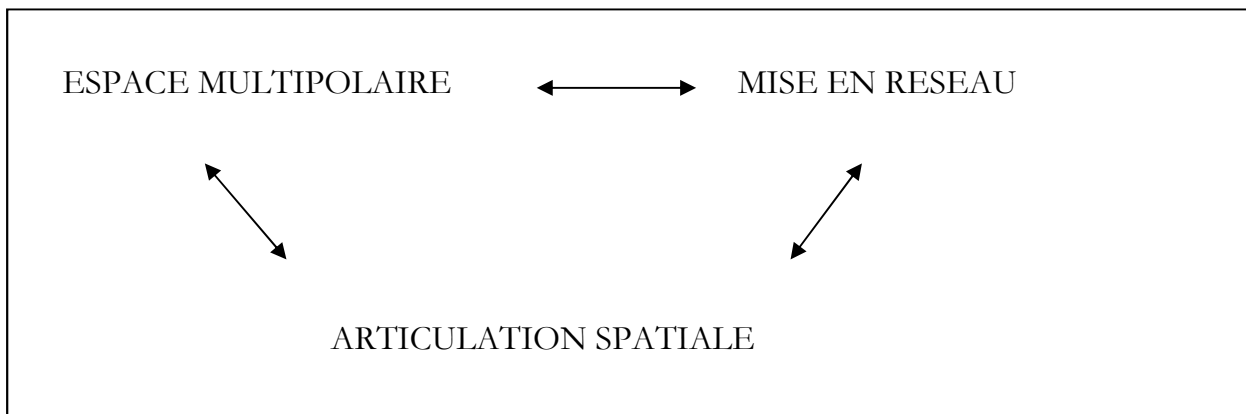 ESPACE MULTIPOLAIRE MISE EN RESEAU
ARTICULATION SPATIALE